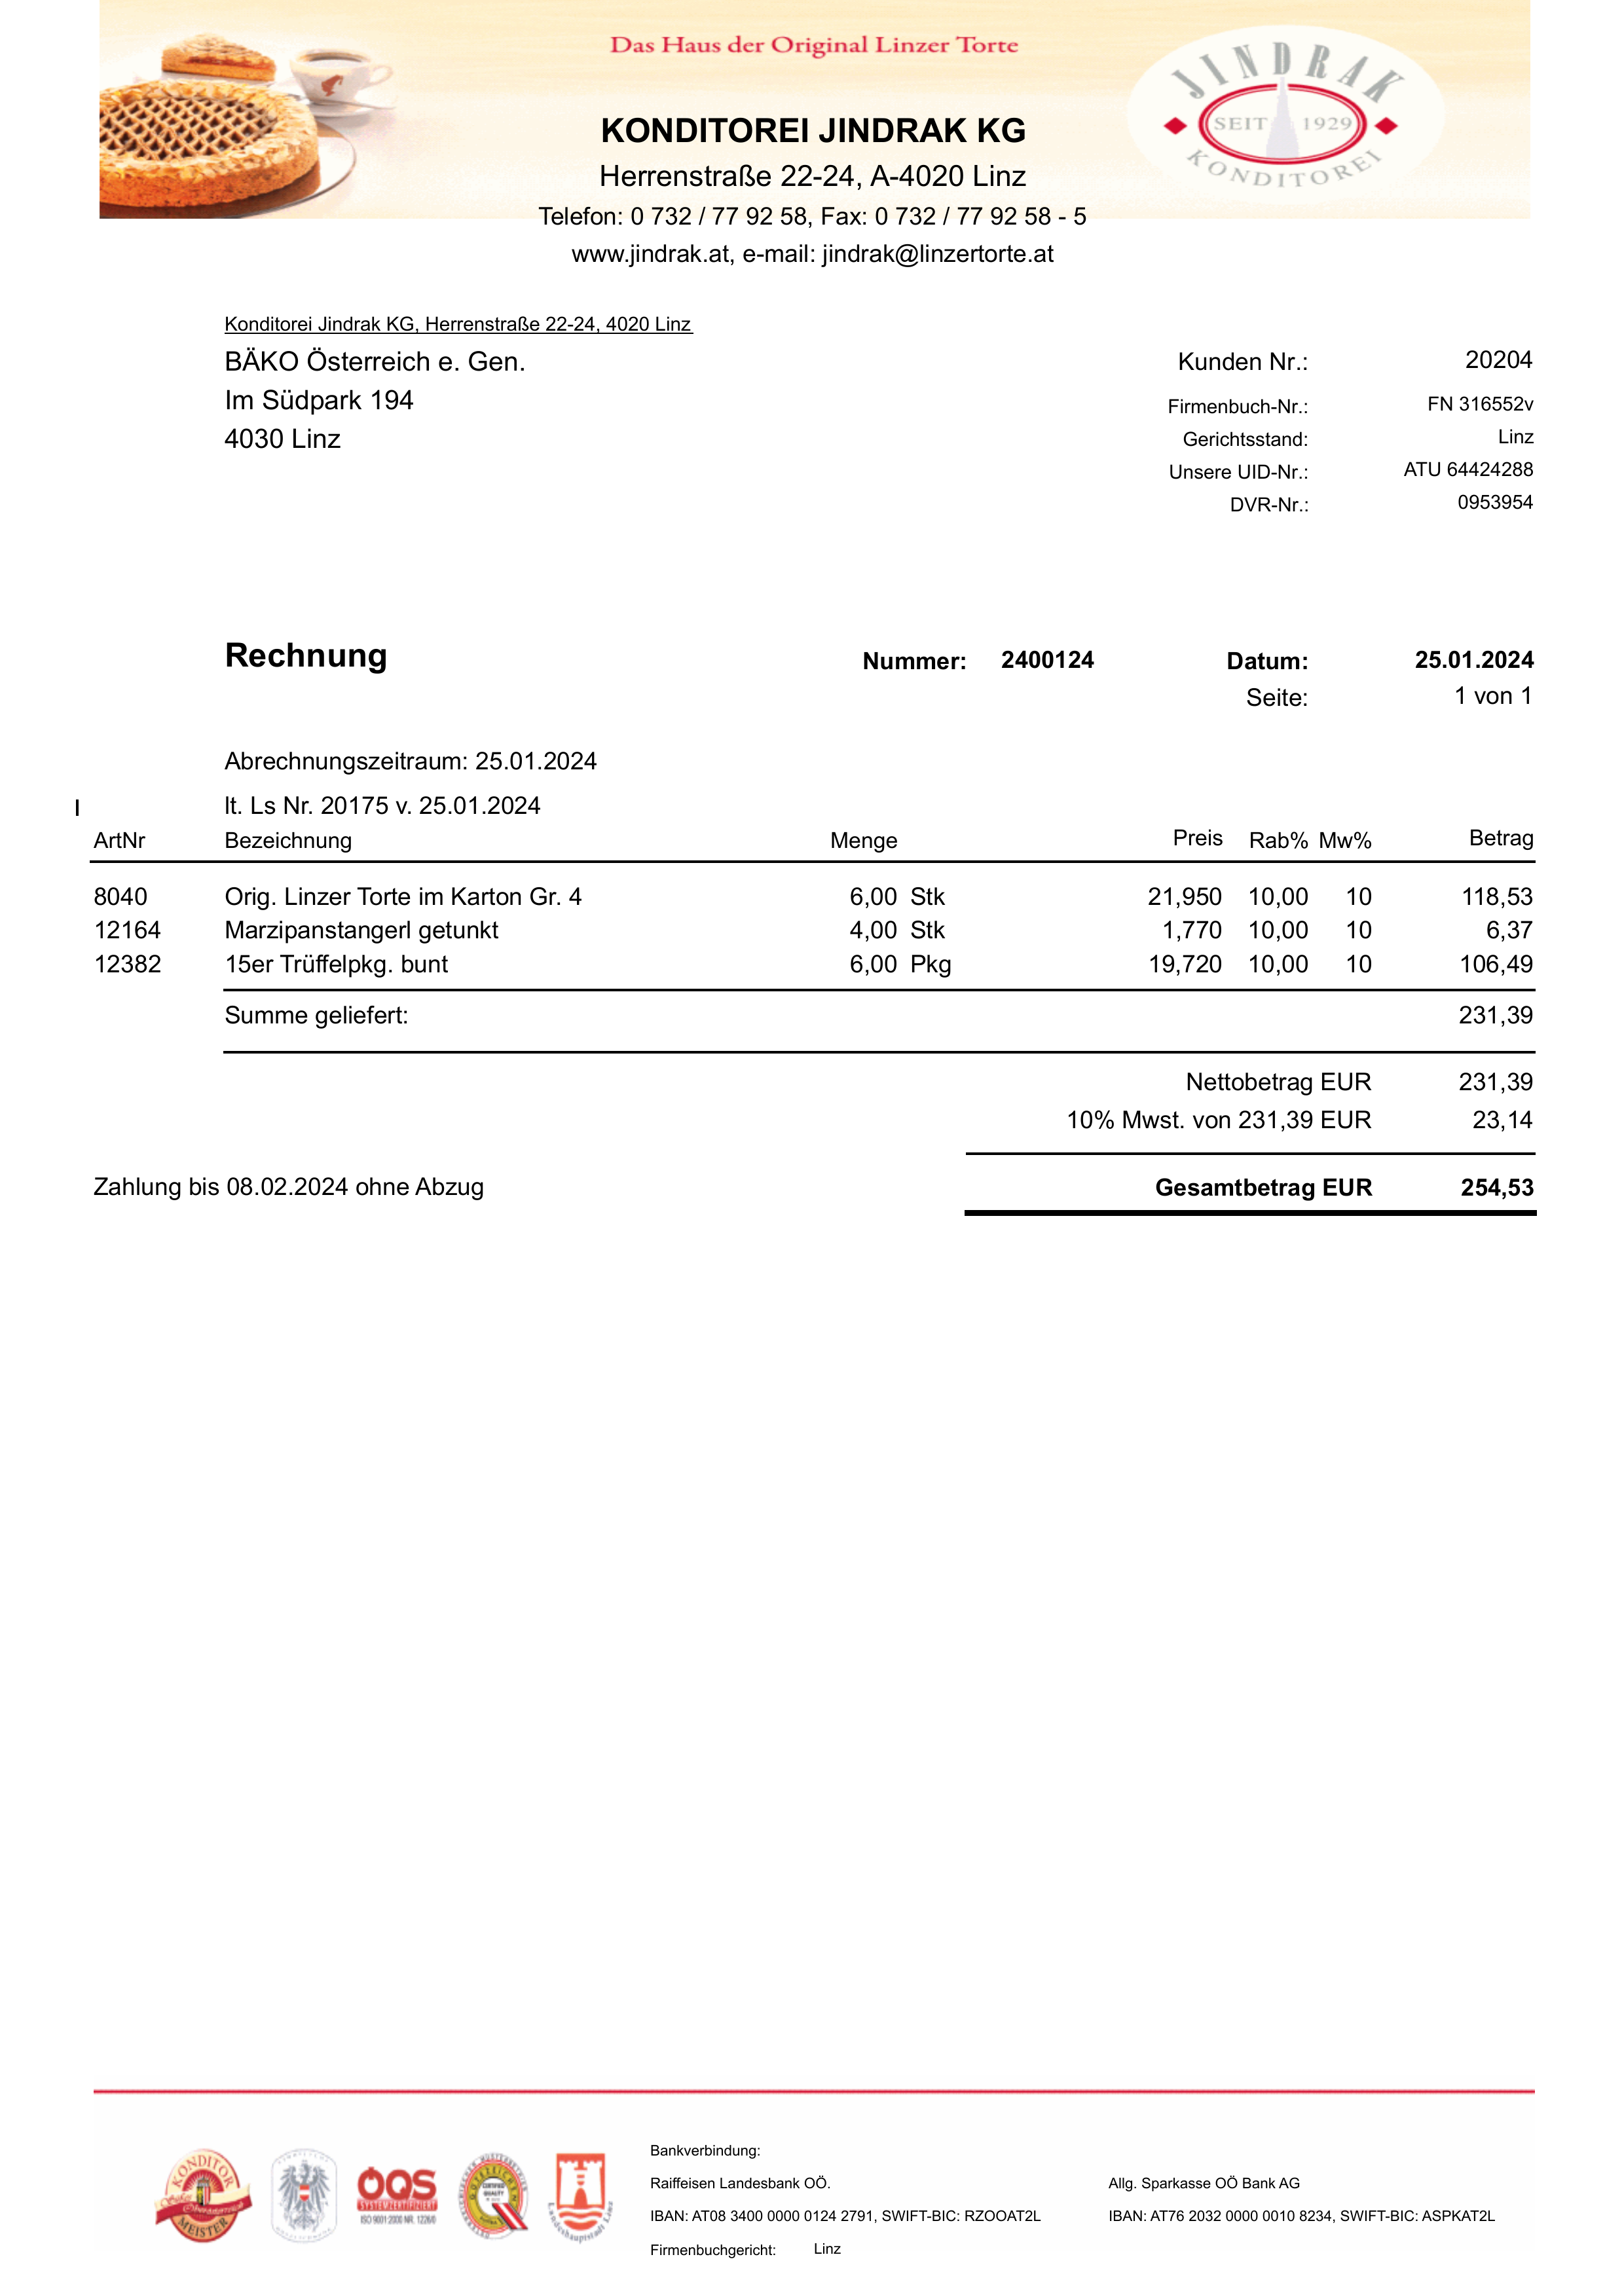 Das Haus der Original Linzer Torte
JINDRAK
SEIT 1929
KONDITOREI
KONDITOREI JINDRAK KG
Herrenstraße 22-24, A-4020 Linz
Telefon: 0 732 / 77 92 58, Fax: 0 732 / 77 92 58 - 5
www.jindrak.at, e-mail: jindrak@linzertorte.at
Konditorei Jindrak KG, Herrenstraße 22-24, 4020 Linz
BÄKO Österreich e. Gen.
Im Südpark 194
4030 Linz
Kunden Nr.: 20204
Firmenbuch-Nr.: FN 316552v
Gerichtsstand: Linz
Unsere UID-Nr.: ATU 64424288
DVR-Nr.: 0953954
Rechnung Nummer: 2400124 Datum: 25.01.2024
Seite: 1 von 1
Abrechnungszeitraum: 25.01.2024
I lt. Ls Nr. 20175 v. 25.01.2024
ArtNr Bezeichnung Menge Preis Rab% Mw% Betrag
8040 Orig. Linzer Torte im Karton Gr. 4 6,00 Stk 21,950 10,00 10 118,53
12164 Marzipanstangerl getunkt 4,00 Stk 1,770 10,00 10 6,37
12382 15er Trüffelpkg. bunt 6,00 Pkg 19,720 10,00 10 106,49
Summe geliefert: 231,39
Nettobetrag EUR 231,39
10% Mwst. von 231,39 EUR 23,14
Zahlung bis 08.02.2024 ohne Abzug Gesamtbetrag EUR 254,53
KONDITOR
MEISTER
ÖQS
SYSTEMZERTIFIZIERT
ISO 9001:2000 NR. 1226/0
Landeshauptstadt Linz
Bankverbindung:
Raiffeisen Landesbank OÖ. Allg. Sparkasse OÖ Bank AG
IBAN: AT08 3400 0000 0124 2791, SWIFT-BIC: RZOOAT2L IBAN: AT76 2032 0000 0010 8234, SWIFT-BIC: ASPKAT2L
Firmenbuchgericht: Linz